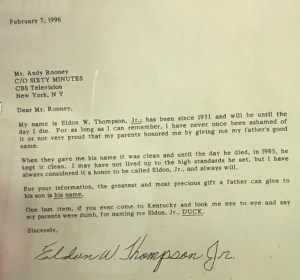 February 7, 1996
Mr. Andy Rooney
C/O SIXTY MINUTES
CBS Television
New York, N Y
Dear Mr. Rooney,
My name is Eldon W. Thompson, Jr.; has been since 1931 and will be until the
day I die. For as long as I can remember, I have never once been ashamed of
it or not very proud that my parents honored me by giving me my father's good
name.
When they gave me his name it was clean and until the day he died, in 1985, he
kept it clean. I may have not lived up to the high standards he set, but I have
always considered it a honor to be called Eldon, Jr., and always will.
For your information, the greatest and most precious gift a father can give to
his son is his name.
One last item, if you ever come to Kentucky and look me eye to eye and say
my parents were dumb, for naming me Eldon, Jr., DUCK.
Sincerely,
Eldon W Thompson Jr.